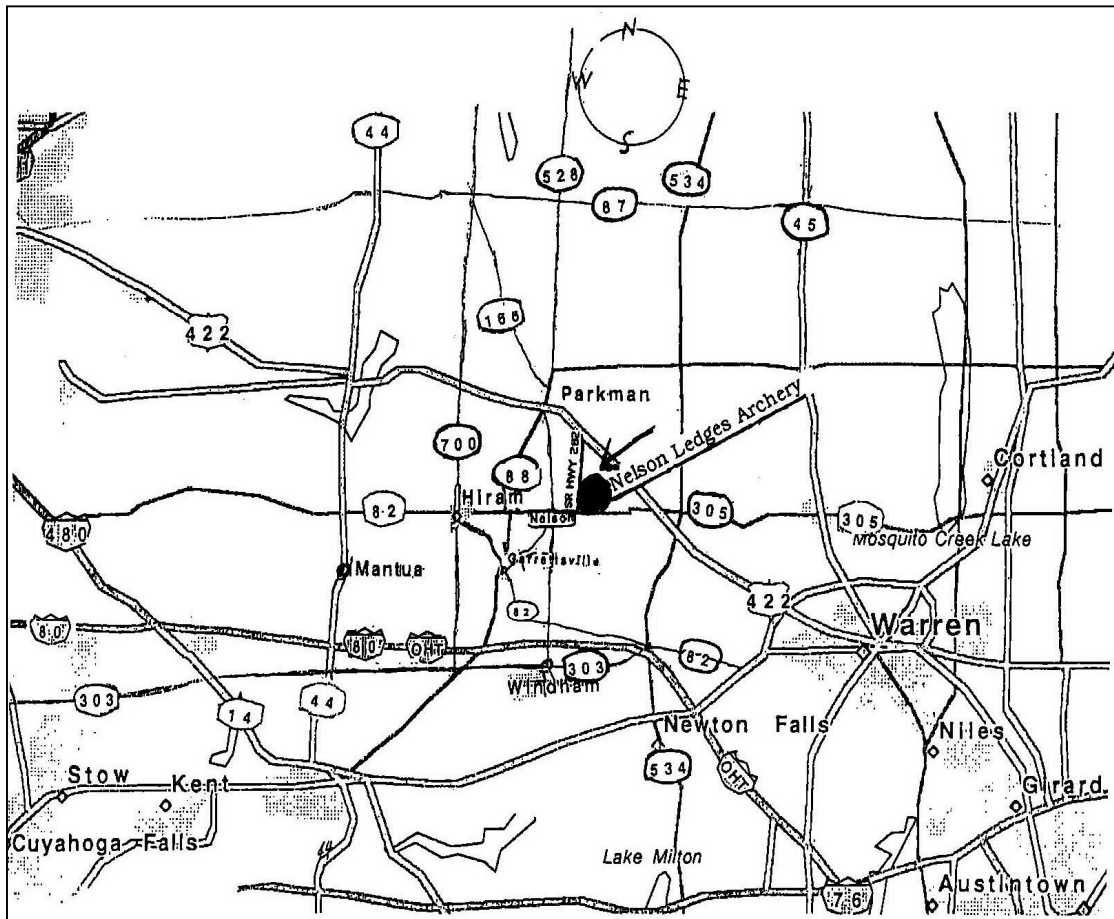 N
W
E
S
44
528
534
87
45
422
166
Parkman
Nelson Ledges Archery
SR HWY 282
700
88
Cortland
Hiram
82
Nelson
305
305
480
Mosquito Creek Lake
Garrettsville
Mantua
422
82
Warren
80
80
OHT
82
303
Windham
303
44
14
Newton Falls
Niles
534
OHT
Stow
Kent
Girard
Cuyahoga Falls
44
Lake Milton
76
Austintown